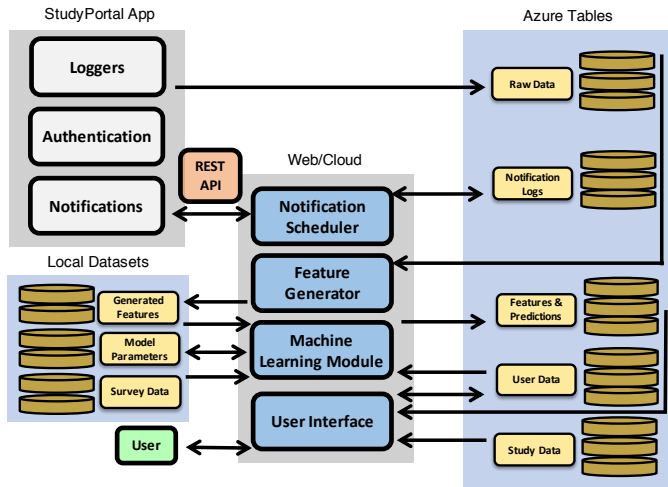 StudyPortal App
Loggers
Authentication
Notifications
REST
API
Web/Cloud
Notification
Scheduler
Feature
Generator
Machine
Learning Module
User Interface
Local Datasets
Generated
Features
Model
Parameters
Survey Data
User
Azure Tables
Raw Data
Notification
Logs
Features &
Predictions
User Data
Study Data